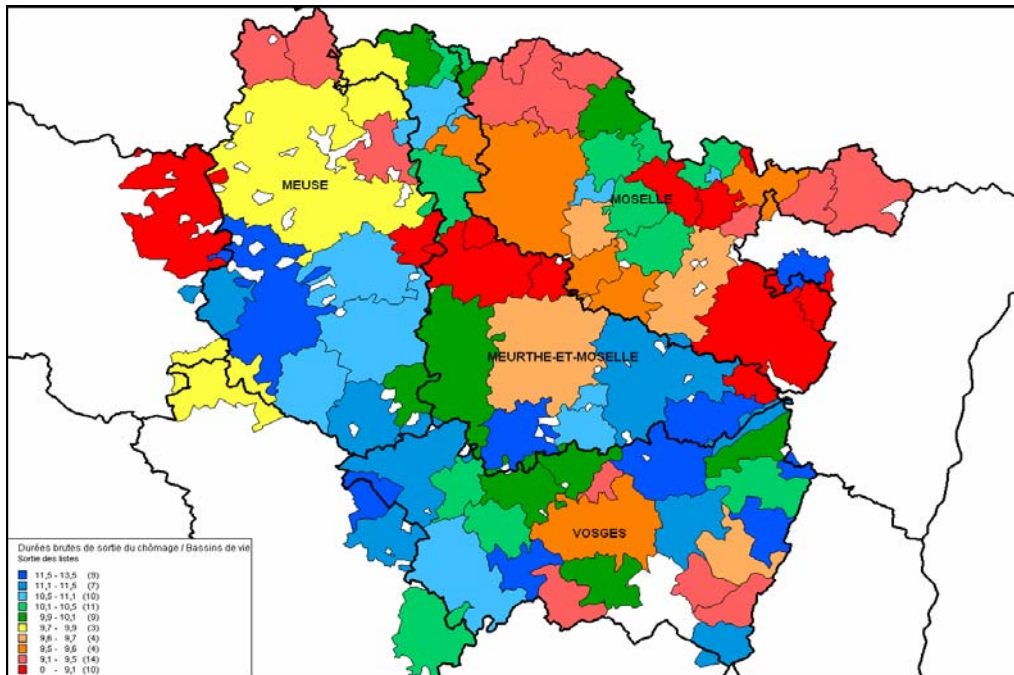 MEUSE
MOSELLE
MEURTHE-ET-MOSELLE
VOSGES
Durées brutes de sortie du chômage / Bassins de vie
Sortie des listes
11,5 - 13,5 (9)
11,1 - 11,5 (7)
10,5 - 11,1 (10)
10,1 - 10,5 (11)
9,9 - 10,1 (9)
9,7 - 9,9 (3)
9,6 - 9,7 (4)
9,5 - 9,6 (4)
9,1 - 9,5 (14)
0 - 9,1 (10)